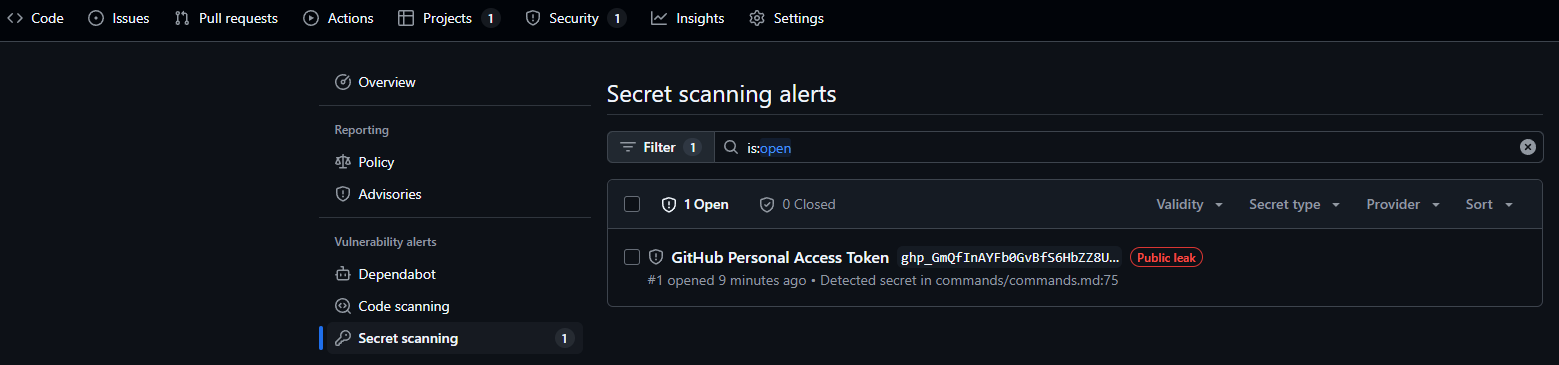 Code Issues Pull requests Actions Projects 1 Security 1 Insights Settings
Overview
Reporting
Policy
Advisories
Vulnerability alerts
Dependabot
Code scanning
Secret scanning 1
Secret scanning alerts
Filter 1 is:open
1 Open 0 Closed Validity Secret type Provider Sort
GitHub Personal Access Token ghp_GmQfInAYFb0GvBfS6HbZZ8U… Public leak
#1 opened 9 minutes ago • Detected secret in commands/commands.md:75